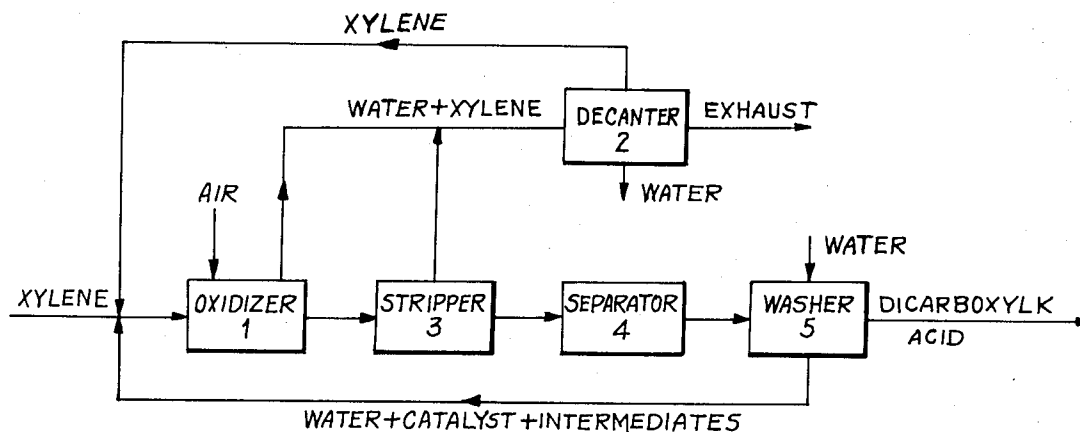 XYLENE
WATER+XYLENE
DECANTER
2
EXHAUST
WATER
AIR
WATER
XYLENE
OXIDIZER
1
STRIPPER
3
SEPARATOR
4
WASHER
5
DICARBOXYLK
ACID
WATER+CATALYST+INTERMEDIATES